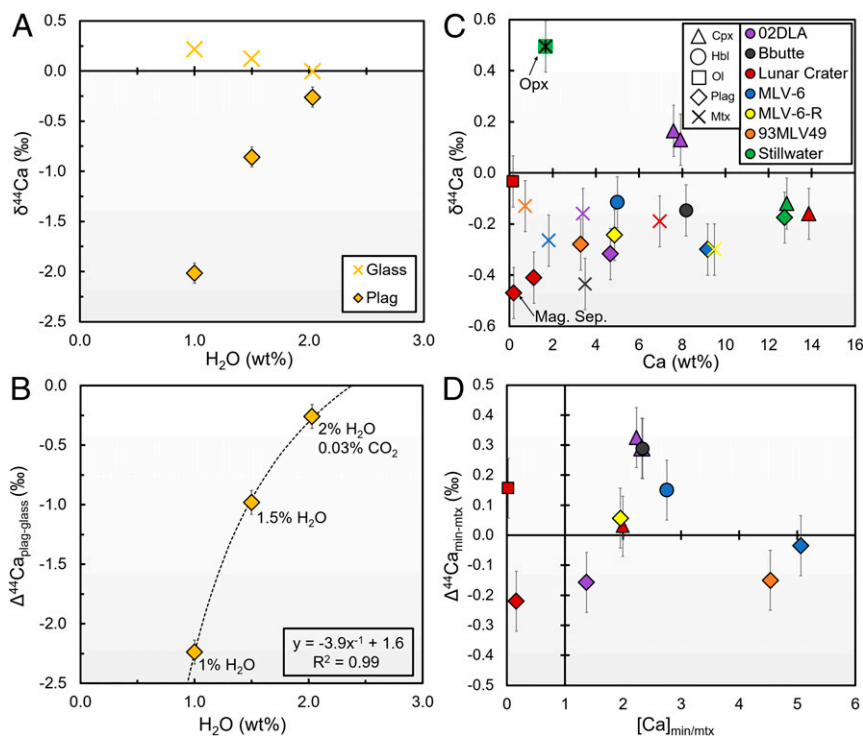 A
δ⁴⁴Ca (‰)
0.5
0.0
-0.5
-1.0
-1.5
-2.0
-2.5
Glass
Plag
0.0 1.0 2.0 3.0
H₂O (wt%)
B
Δ⁴⁴Ca plag-glass (‰)
0.0
-0.5
-1.0
-1.5
-2.0
-2.5
2% H₂O
0.03% CO₂
1.5% H₂O
1% H₂O
y = -3.9x⁻¹ + 1.6
R² = 0.99
0.0 1.0 2.0 3.0
H₂O (wt%)
C
δ⁴⁴Ca (‰)
0.6
0.4
0.2
0.0
-0.2
-0.4
-0.6
Opx
Cpx
Hbl
Ol
Plag
Mtx
02DLA
Bbutte
Lunar Crater
MLV-6
MLV-6-R
93MLV49
Stillwater
Mag. Sep.
0 2 4 6 8 10 12 14 16
Ca (wt%)
D
Δ⁴⁴Ca min-mtx (‰)
0.5
0.4
0.3
0.2
0.1
0.0
-0.1
-0.2
-0.3
-0.4
-0.5
0 1 2 3 4 5 6
[Ca]min/mtx